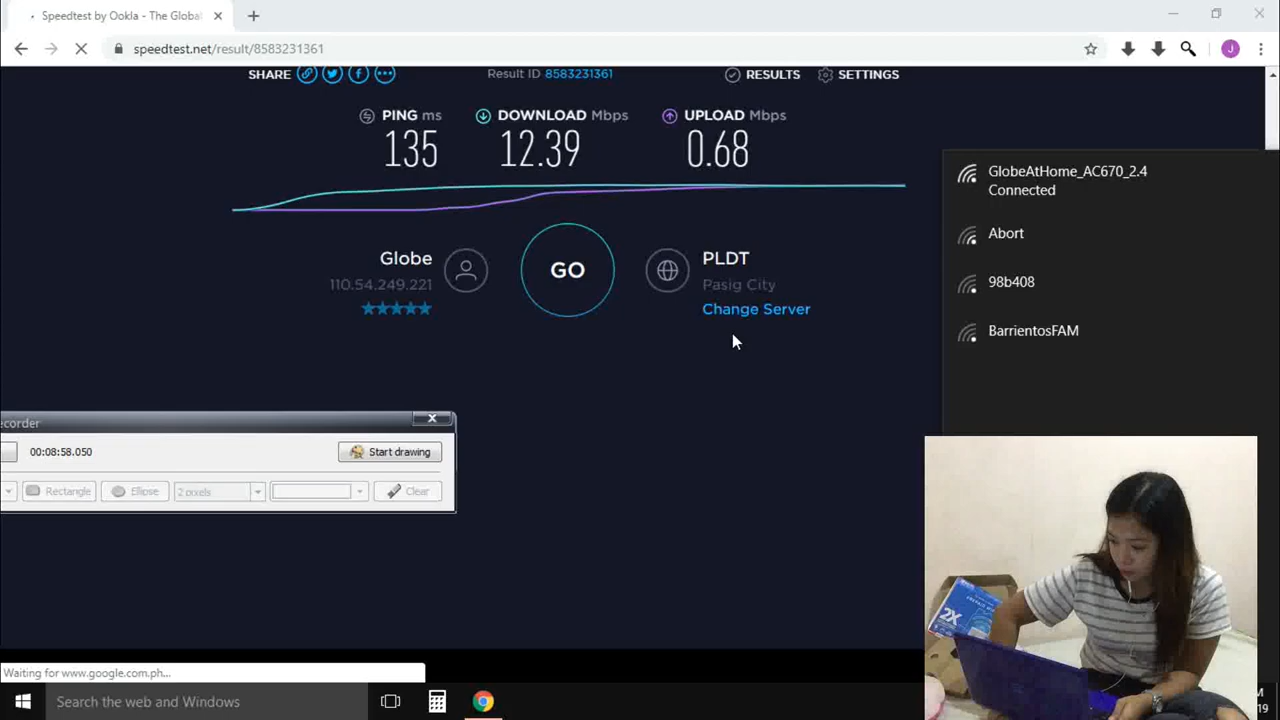 Speedtest by Ookla - The Globa
speedtest.net/result/8583231361
SHARE
Result ID 8583231361
RESULTS
SETTINGS
PING ms
DOWNLOAD Mbps
UPLOAD Mbps
135
12.39
0.68
GlobeAtHome_AC670_2.4
Connected
Abort
98b408
BarrientosFAM
Globe
110.54.249.221
GO
PLDT
Pasig City
Change Server
ecorder
00:08:58.050
Start drawing
Rectangle
Ellipse
2 pixels
Clear
2X
Waiting for www.google.com.ph...
Search the web and Windows
J
M
19